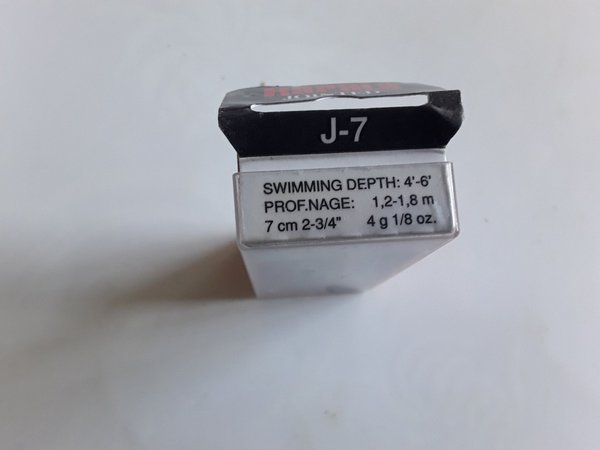 JOINTED
J-7
SWIMMING DEPTH: 4'-6'
PROF.NAGE: 1,2-1,8 m
7 cm 2-3/4" 4 g 1/8 oz.